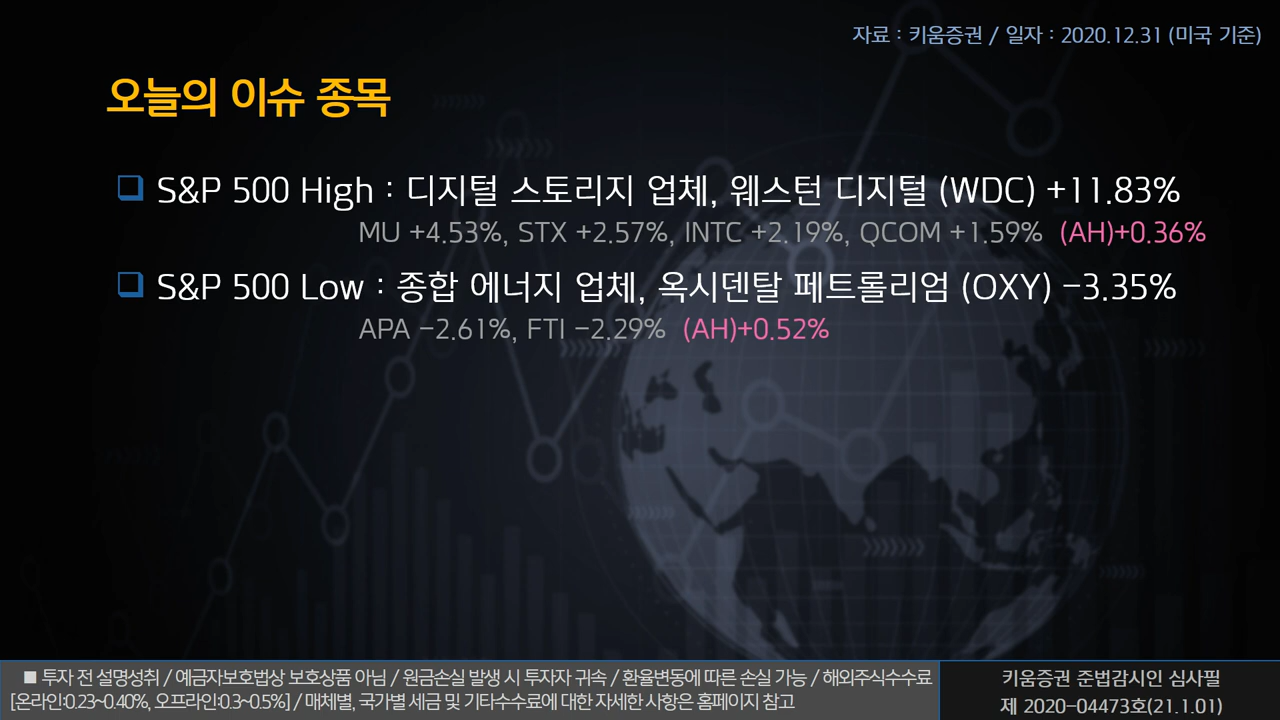 자료 : 키움증권 / 일자 : 2020.12.31 (미국 기준)
오늘의 이슈 종목
❑ S&P 500 High : 디지털 스토리지 업체, 웨스턴 디지털 (WDC) +11.83%
MU +4.53%, STX +2.57%, INTC +2.19%, QCOM +1.59% (AH)+0.36%
❑ S&P 500 Low : 종합 에너지 업체, 옥시덴탈 페트롤리엄 (OXY) −3.35%
APA −2.61%, FTI −2.29% (AH)+0.52%
■ 투자 전 설명성취 / 예금자보호법상 보호상품 아님 / 원금손실 발생 시 투자자 귀속 / 환율변동에 따른 손실 가능 / 해외주식수수료
[온라인:0.23~0.40%, 오프라인:0.3~0.5%] / 매체별, 국가별 세금 및 기타수수료에 대한 자세한 사항은 홈페이지 참고
키움증권 준법감시인 심사필
제 2020-04473호(21.1.01)